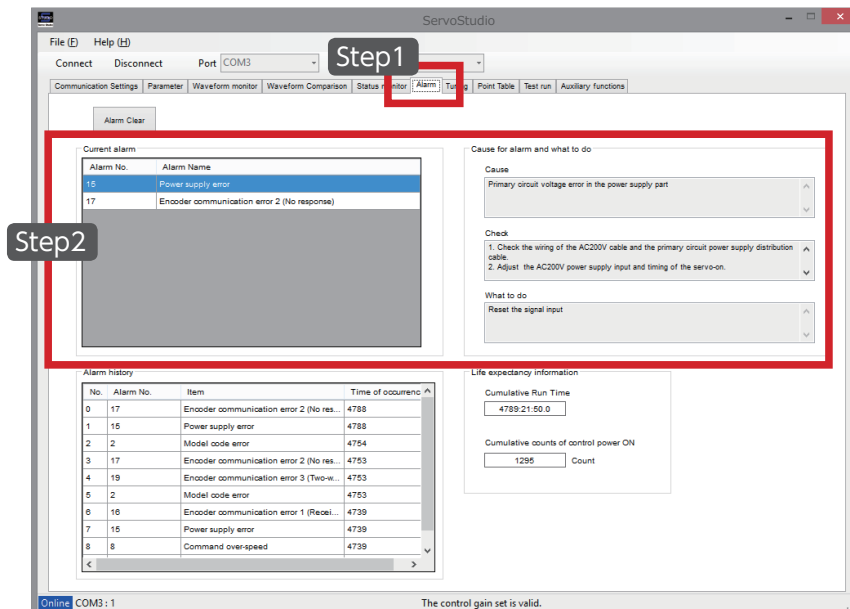 ServoStudio
File (F) Help (H)
Connect Disconnect Port COM3
Step1
Communication Settings Parameter Waveform monitor Waveform Comparison Status monitor Alarm Tuning Point Table Test run Auxiliary functions
Alarm Clear
Current alarm
Alarm No. Alarm Name
15 Power supply error
17 Encoder communication error 2 (No response)
Step2
Cause for alarm and what to do
Cause
Primary circuit voltage error in the power supply part
Check
1. Check the wiring of the AC200V cable and the primary circuit power supply distribution
cable.
2. Adjust the AC200V power supply input and timing of the servo-on.
What to do
Reset the signal input
Alarm history
No. Alarm No. Item Time of occurrenc
0 17 Encoder communication error 2 (No res... 4788
1 15 Power supply error 4788
2 2 Model code error 4754
3 17 Encoder communication error 2 (No res... 4753
4 19 Encoder communication error 3 (Two-w... 4753
5 2 Model code error 4753
6 16 Encoder communication error 1 (Recei... 4739
7 15 Power supply error 4739
8 8 Command over-speed 4739
Life expectancy information
Cumulative Run Time
4789:21:50.0
Cumulative counts of control power ON
1295 Count
Online COM3 : 1 The control gain set is valid.